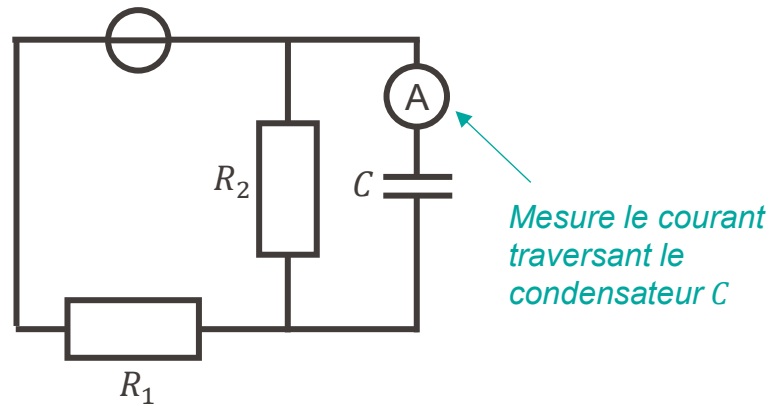 A
R₂
C
Mesure le courant
traversant le
condensateur C
R₁